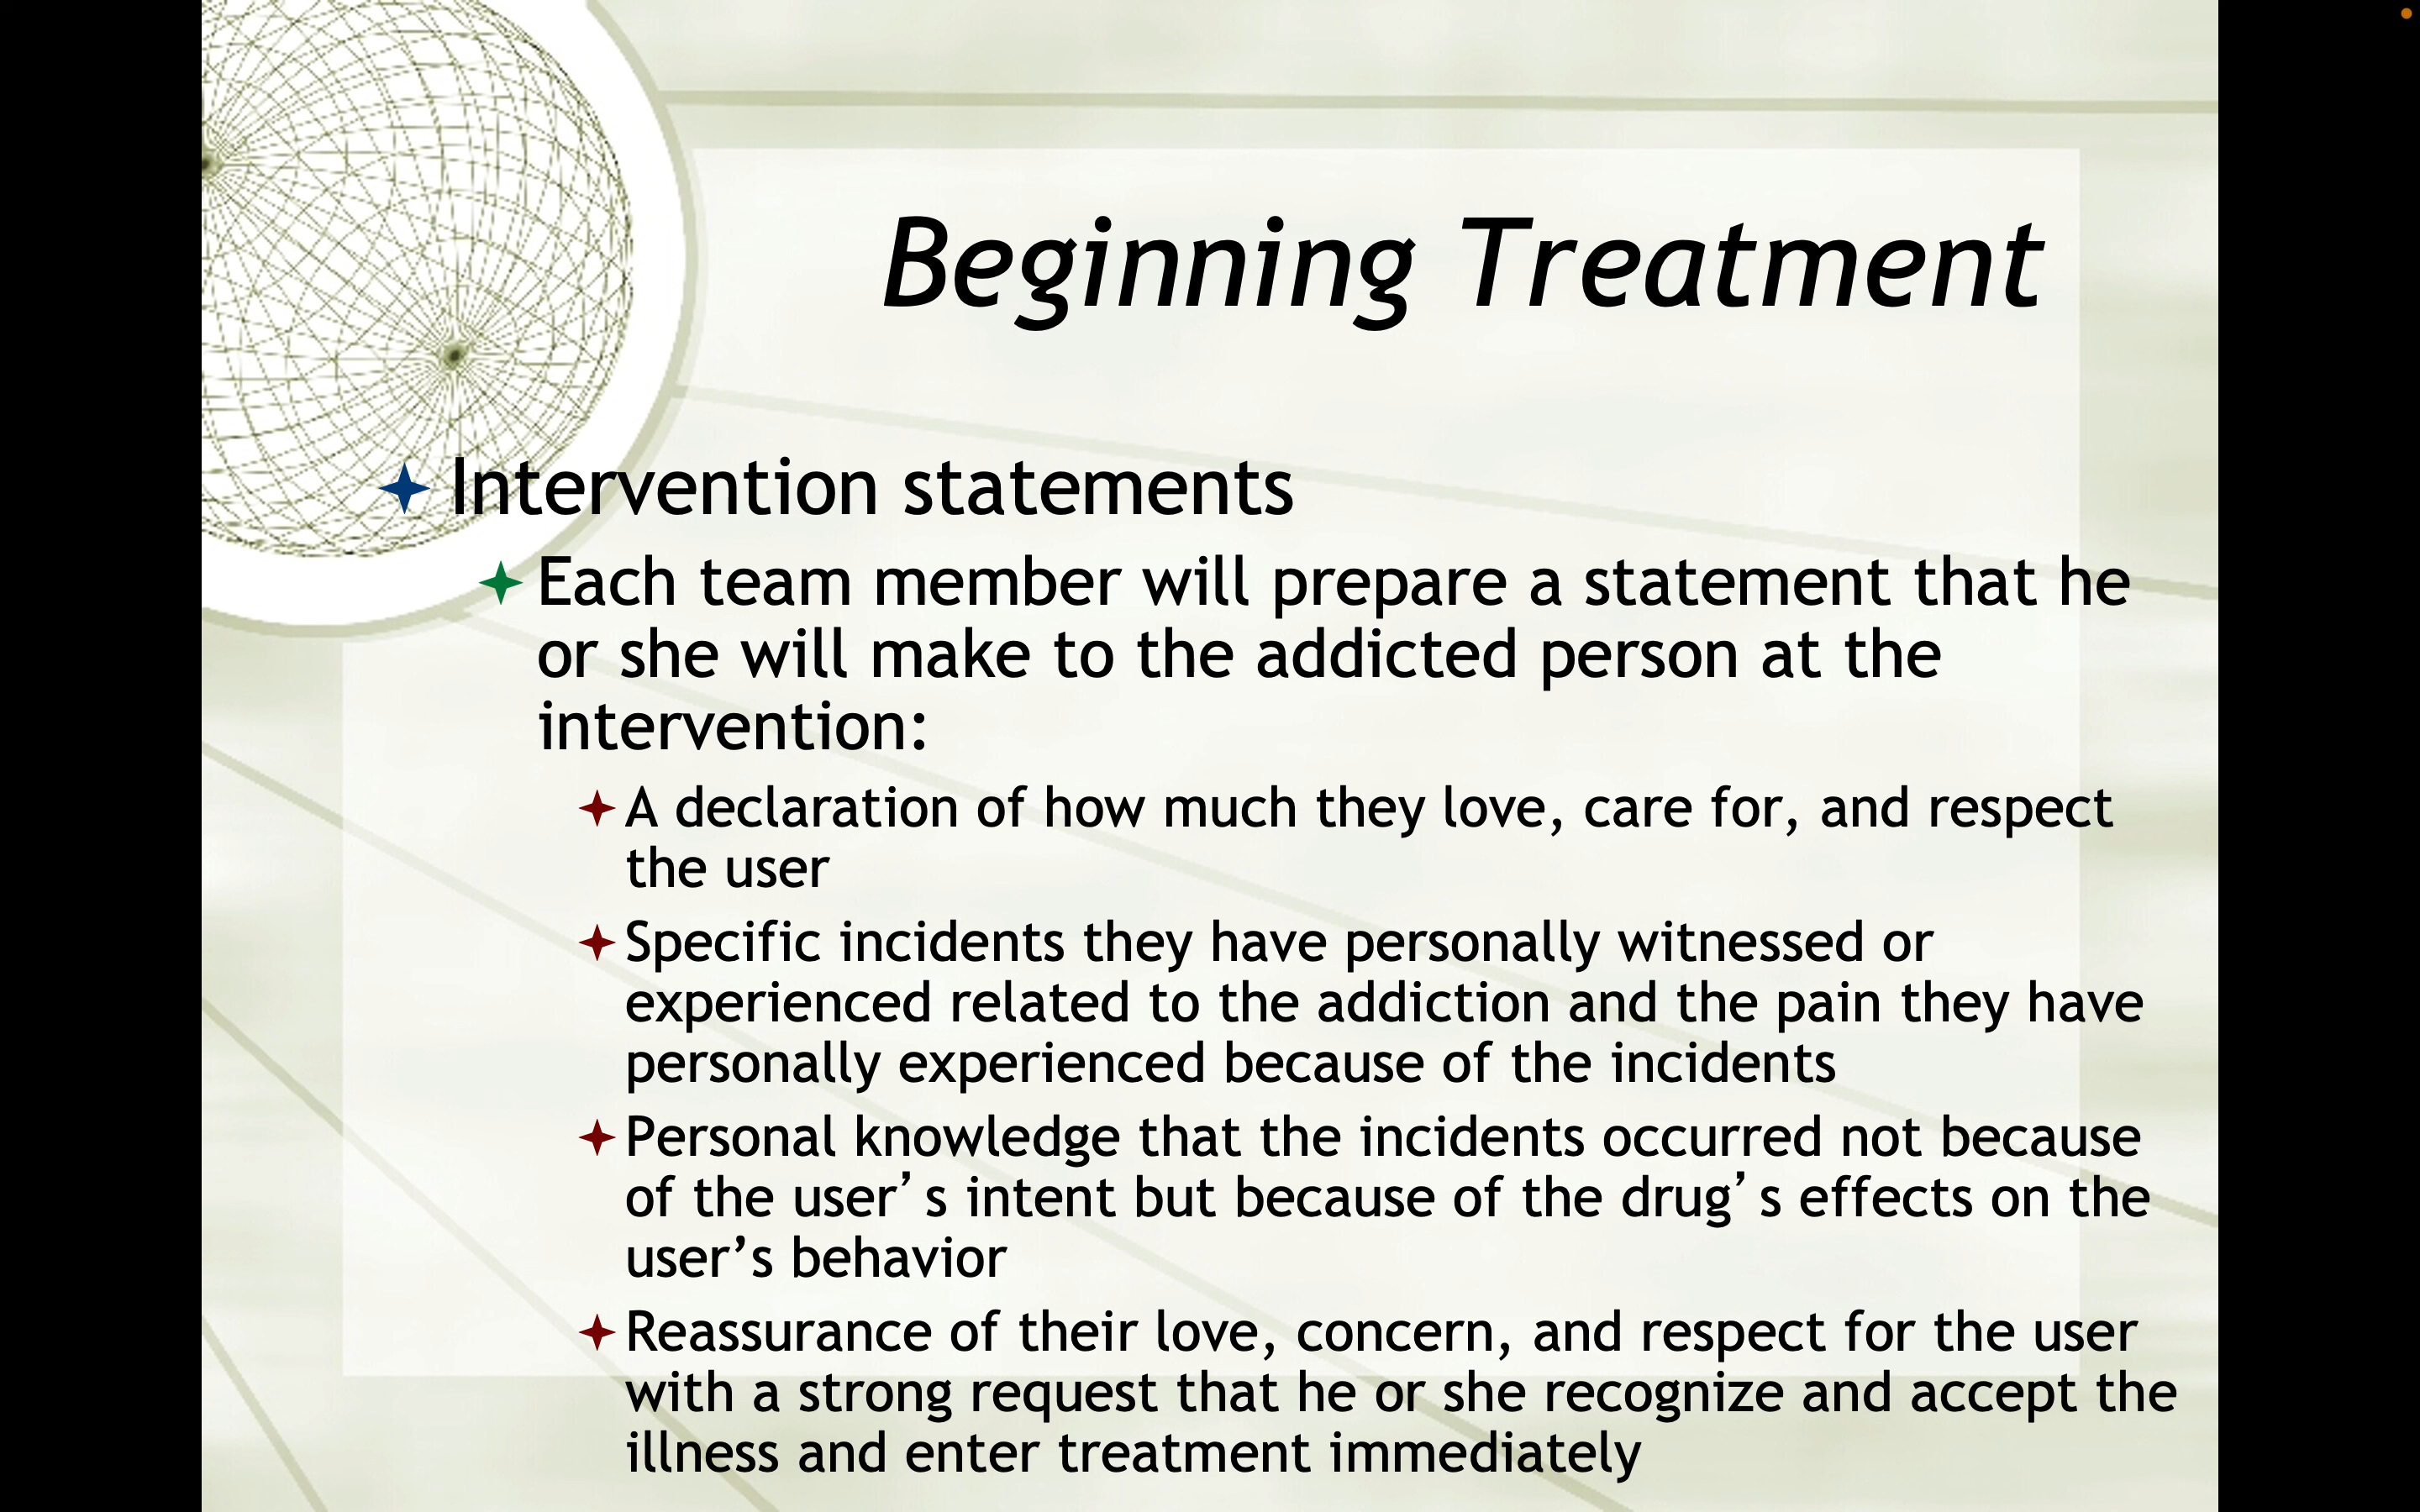 Beginning Treatment
Intervention statements
Each team member will prepare a statement that he
or she will make to the addicted person at the
intervention:
A declaration of how much they love, care for, and respect
the user
Specific incidents they have personally witnessed or
experienced related to the addiction and the pain they have
personally experienced because of the incidents
Personal knowledge that the incidents occurred not because
of the user’ s intent but because of the drug’ s effects on the
user’s behavior
Reassurance of their love, concern, and respect for the user
with a strong request that he or she recognize and accept the
illness and enter treatment immediately